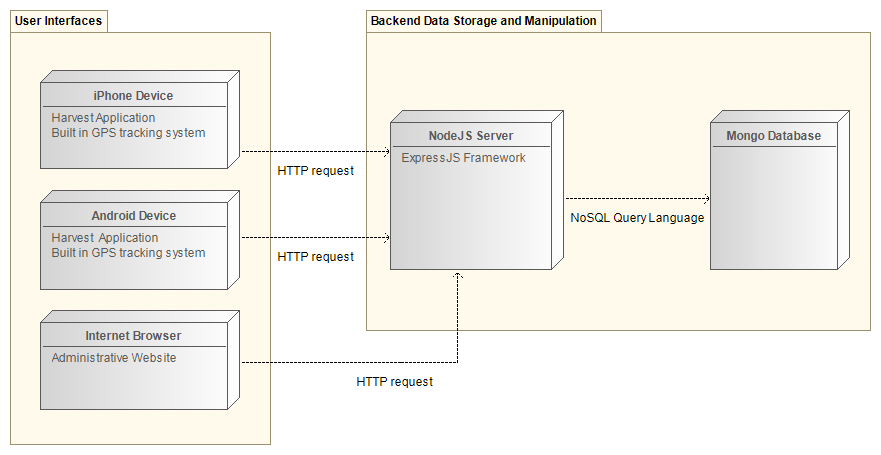 User Interfaces
iPhone Device
Harvest Application
Built in GPS tracking system
Android Device
Harvest Application
Built in GPS tracking system
Internet Browser
Administrative Website
HTTP request
HTTP request
HTTP request
Backend Data Storage and Manipulation
NodeJS Server
ExpressJS Framework
NoSQL Query Language
Mongo Database